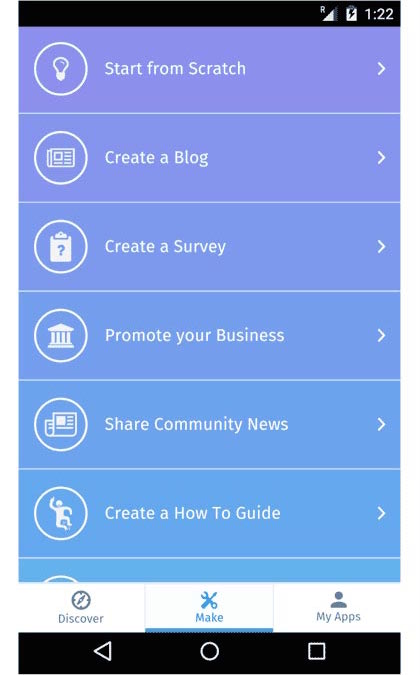 R 1:22
Start from Scratch
Create a Blog
Create a Survey
?
Promote your Business
Share Community News
Create a How To Guide
Discover
Make
My Apps